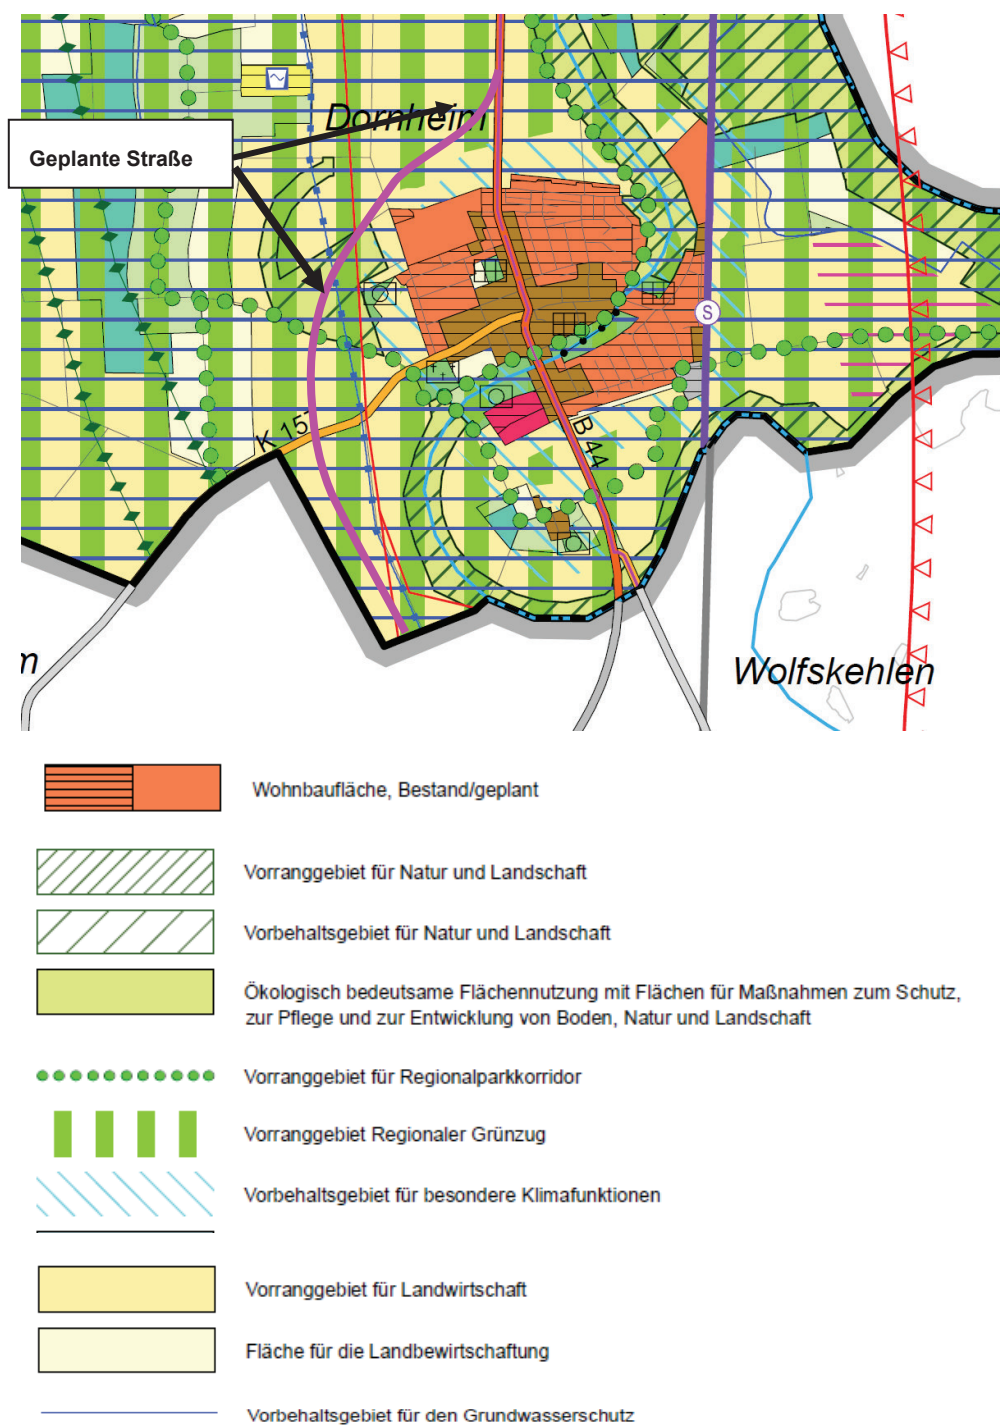 Dornheim
Geplante Straße
S
K 15
B 44
m
Wolfskehlen
Wohnbaufläche, Bestand/geplant
Vorranggebiet für Natur und Landschaft
Vorbehaltsgebiet für Natur und Landschaft
Ökologisch bedeutsame Flächennutzung mit Flächen für Maßnahmen zum Schutz,
zur Pflege und zur Entwicklung von Boden, Natur und Landschaft
Vorranggebiet für Regionalparkkorridor
Vorranggebiet Regionaler Grünzug
Vorbehaltsgebiet für besondere Klimafunktionen
Vorranggebiet für Landwirtschaft
Fläche für die Landbewirtschaftung
Vorbehaltsgebiet für den Grundwasserschutz